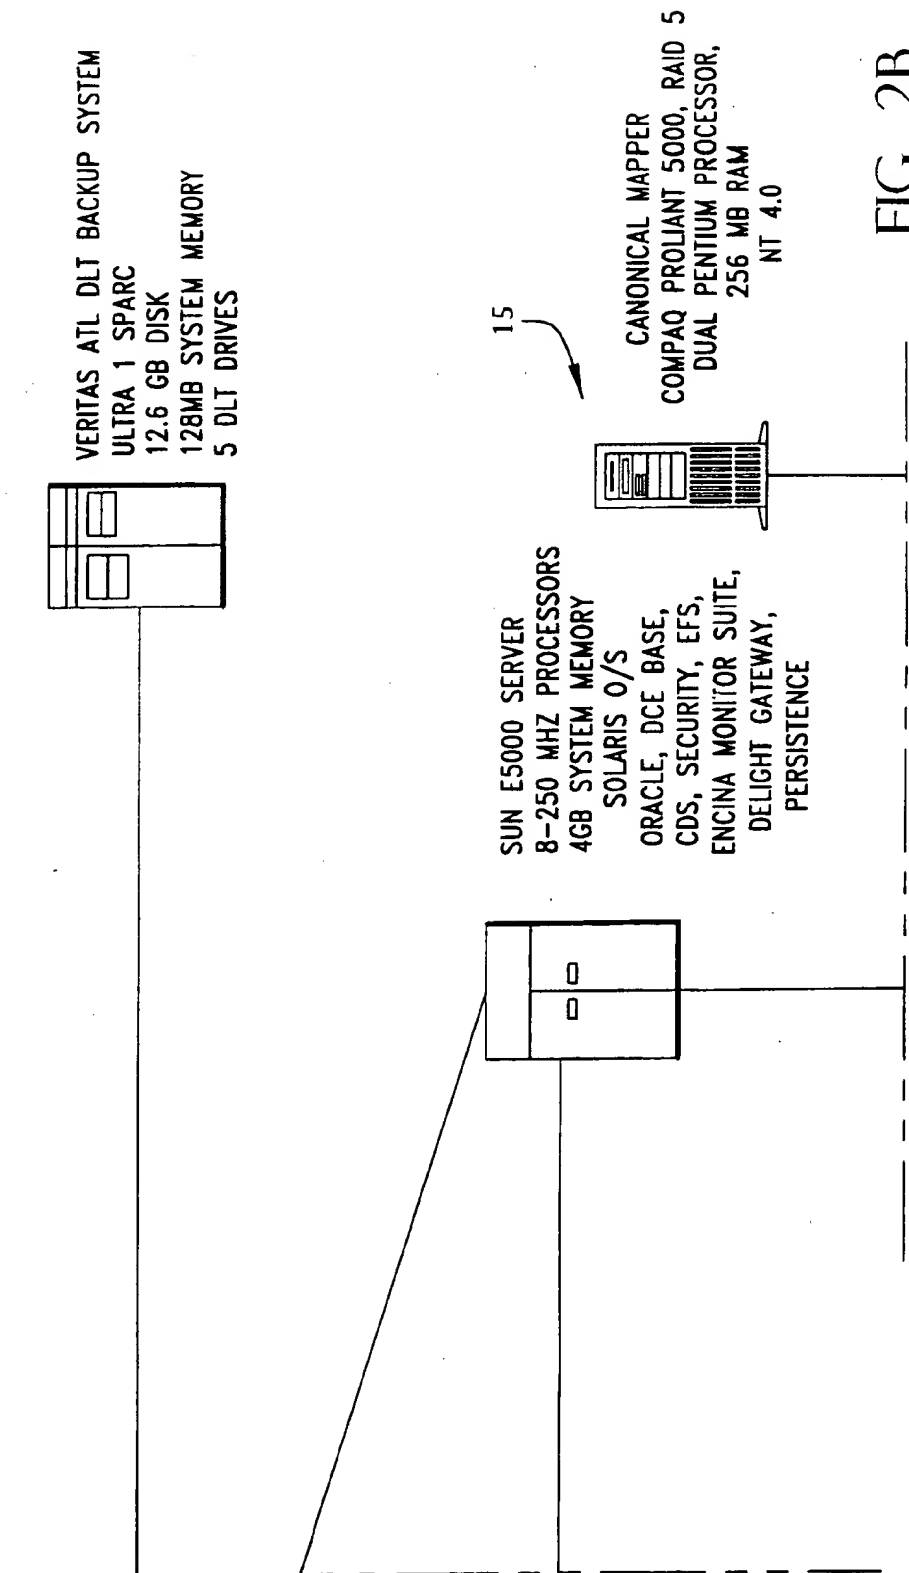 VERITAS ATL DLT BACKUP SYSTEM
ULTRA 1 SPARC
12.6 GB DISK
128MB SYSTEM MEMORY
5 DLT DRIVES
SUN E5000 SERVER
8-250 MHZ PROCESSORS
4GB SYSTEM MEMORY
SOLARIS O/S
ORACLE, DCE BASE,
CDS, SECURITY, EFS,
ENCINA MONITOR SUITE,
DELIGHT GATEWAY,
PERSISTENCE
15
CANONICAL MAPPER
COMPAQ PROLIANT 5000, RAID 5
DUAL PENTIUM PROCESSOR,
256 MB RAM
NT 4.0
FIG. 2B